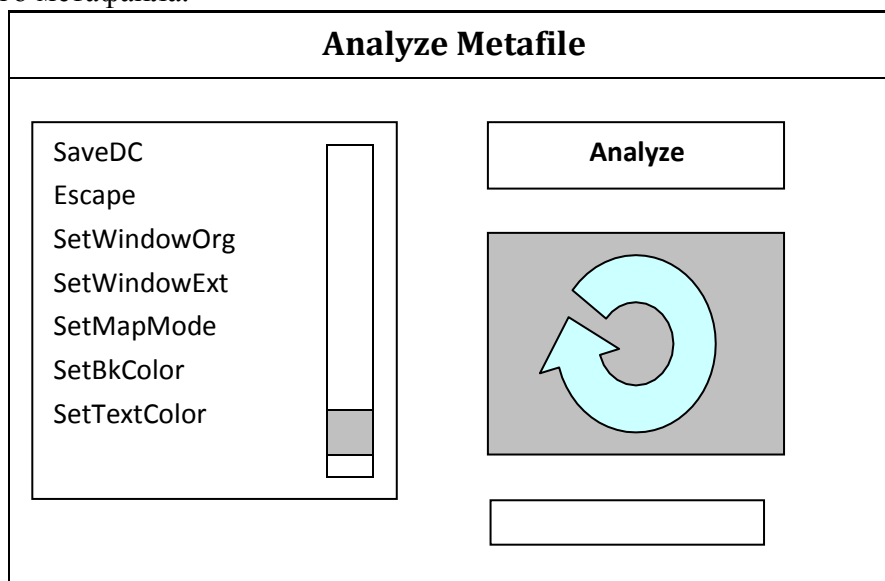 Analyze Metafile
SaveDC
Escape
SetWindowOrg
SetWindowExt
SetMapMode
SetBkColor
SetTextColor
Analyze